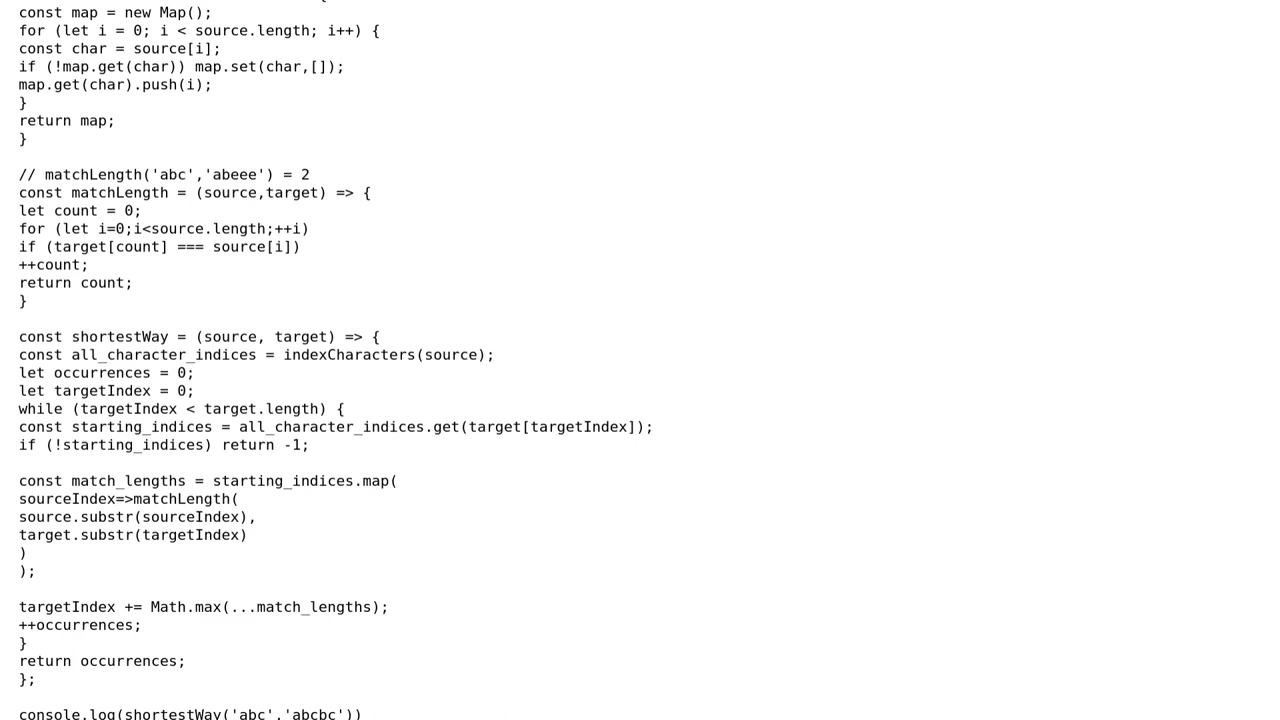 const map = new Map();
for (let i = 0; i < source.length; i++) {
const char = source[i];
if (!map.get(char)) map.set(char,[]);
map.get(char).push(i);
}
return map;
}
// matchLength('abc','abeee') = 2
const matchLength = (source,target) => {
let count = 0;
for (let i=0;i<source.length;++i)
if (target[count] === source[i])
++count;
return count;
}
const shortestWay = (source, target) => {
const all_character_indices = indexCharacters(source);
let occurrences = 0;
let targetIndex = 0;
while (targetIndex < target.length) {
const starting_indices = all_character_indices.get(target[targetIndex]);
if (!starting_indices) return -1;
const match_lengths = starting_indices.map(
sourceIndex=>matchLength(
source.substr(sourceIndex),
target.substr(targetIndex)
)
);
targetIndex += Math.max(...match_lengths);
++occurrences;
}
return occurrences;
};
console.log(shortestWay('abc','abcbc'))